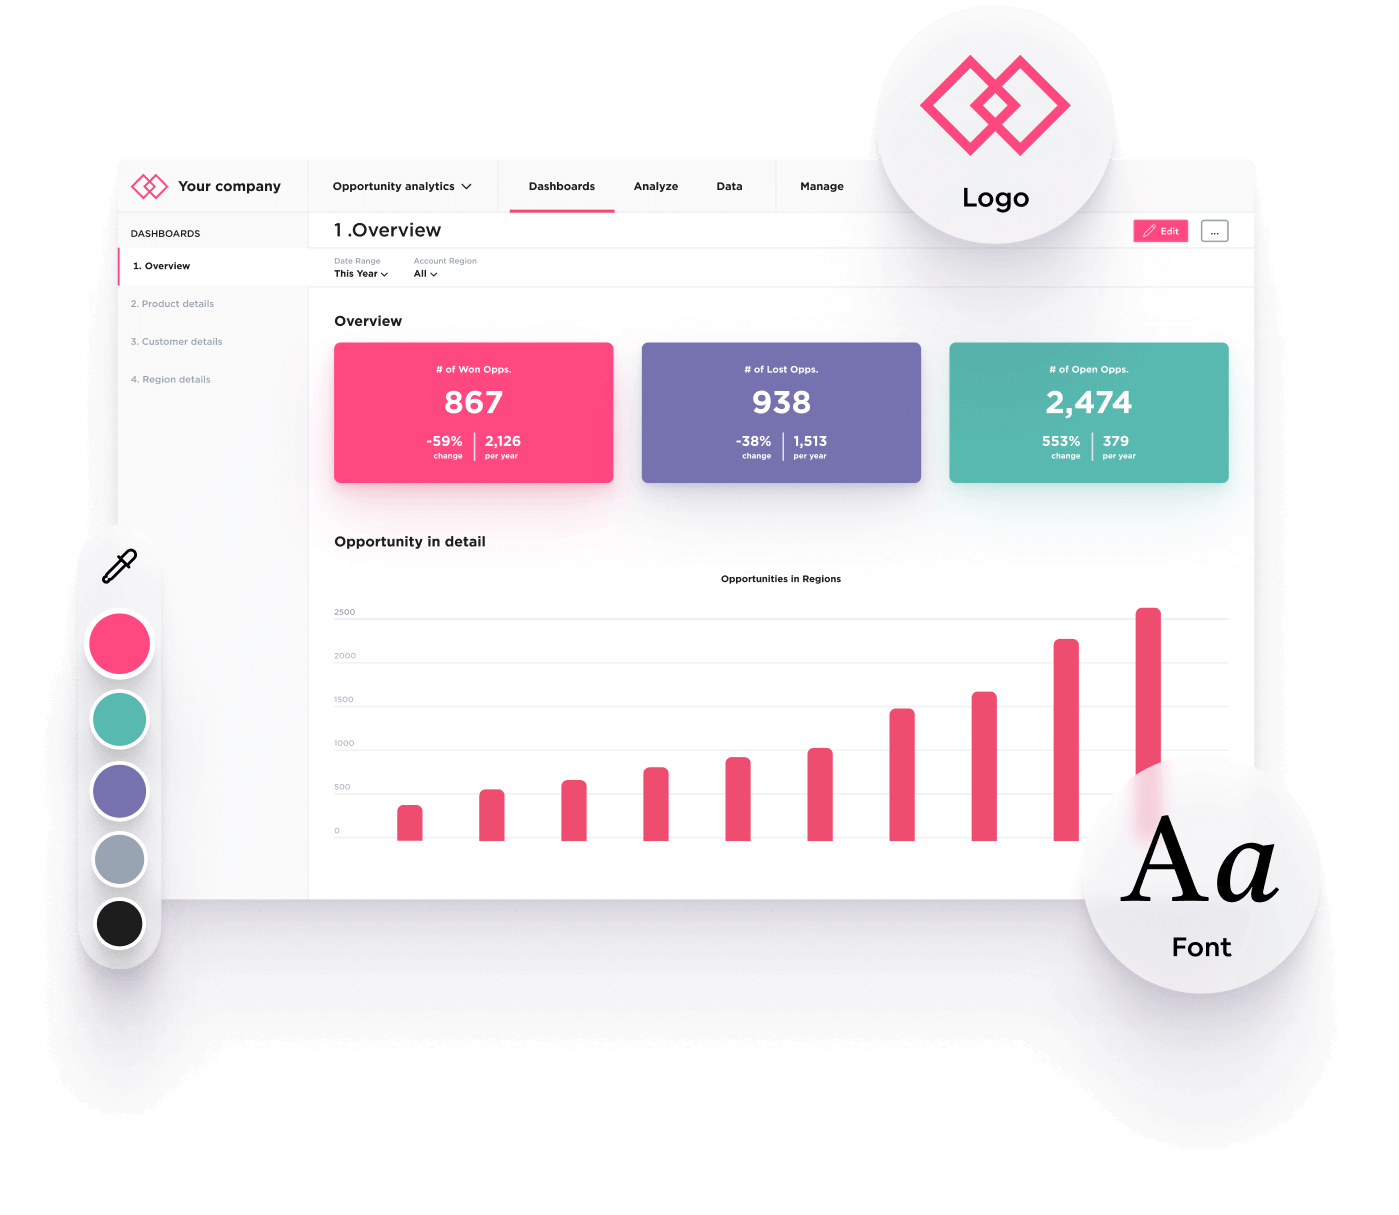 Logo
Your company
Opportunity analytics
Dashboards
Analyze
Data
Manage
DASHBOARDS
1. Overview
2. Product details
3. Customer details
4. Region details
1 .Overview
Edit
...
Date Range
This Year
Account Region
All
Overview
# of Won Opps.
867
-59%
change
2,126
per year
# of Lost Opps.
938
-38%
change
1,513
per year
# of Open Opps.
2,474
553%
change
379
per year
Opportunity in detail
Opportunities in Regions
2500
2000
1500
1000
500
0
Aa
Font